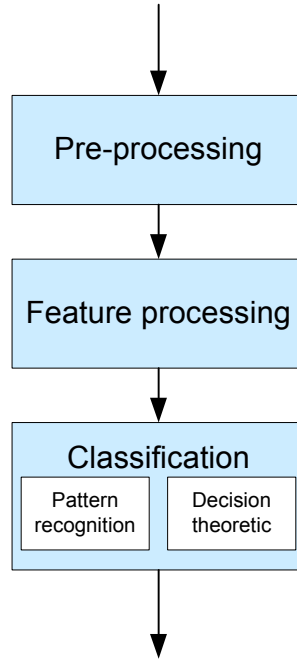 Pre-processing
Feature processing
Classification
Pattern
recognition
Decision
theoretic